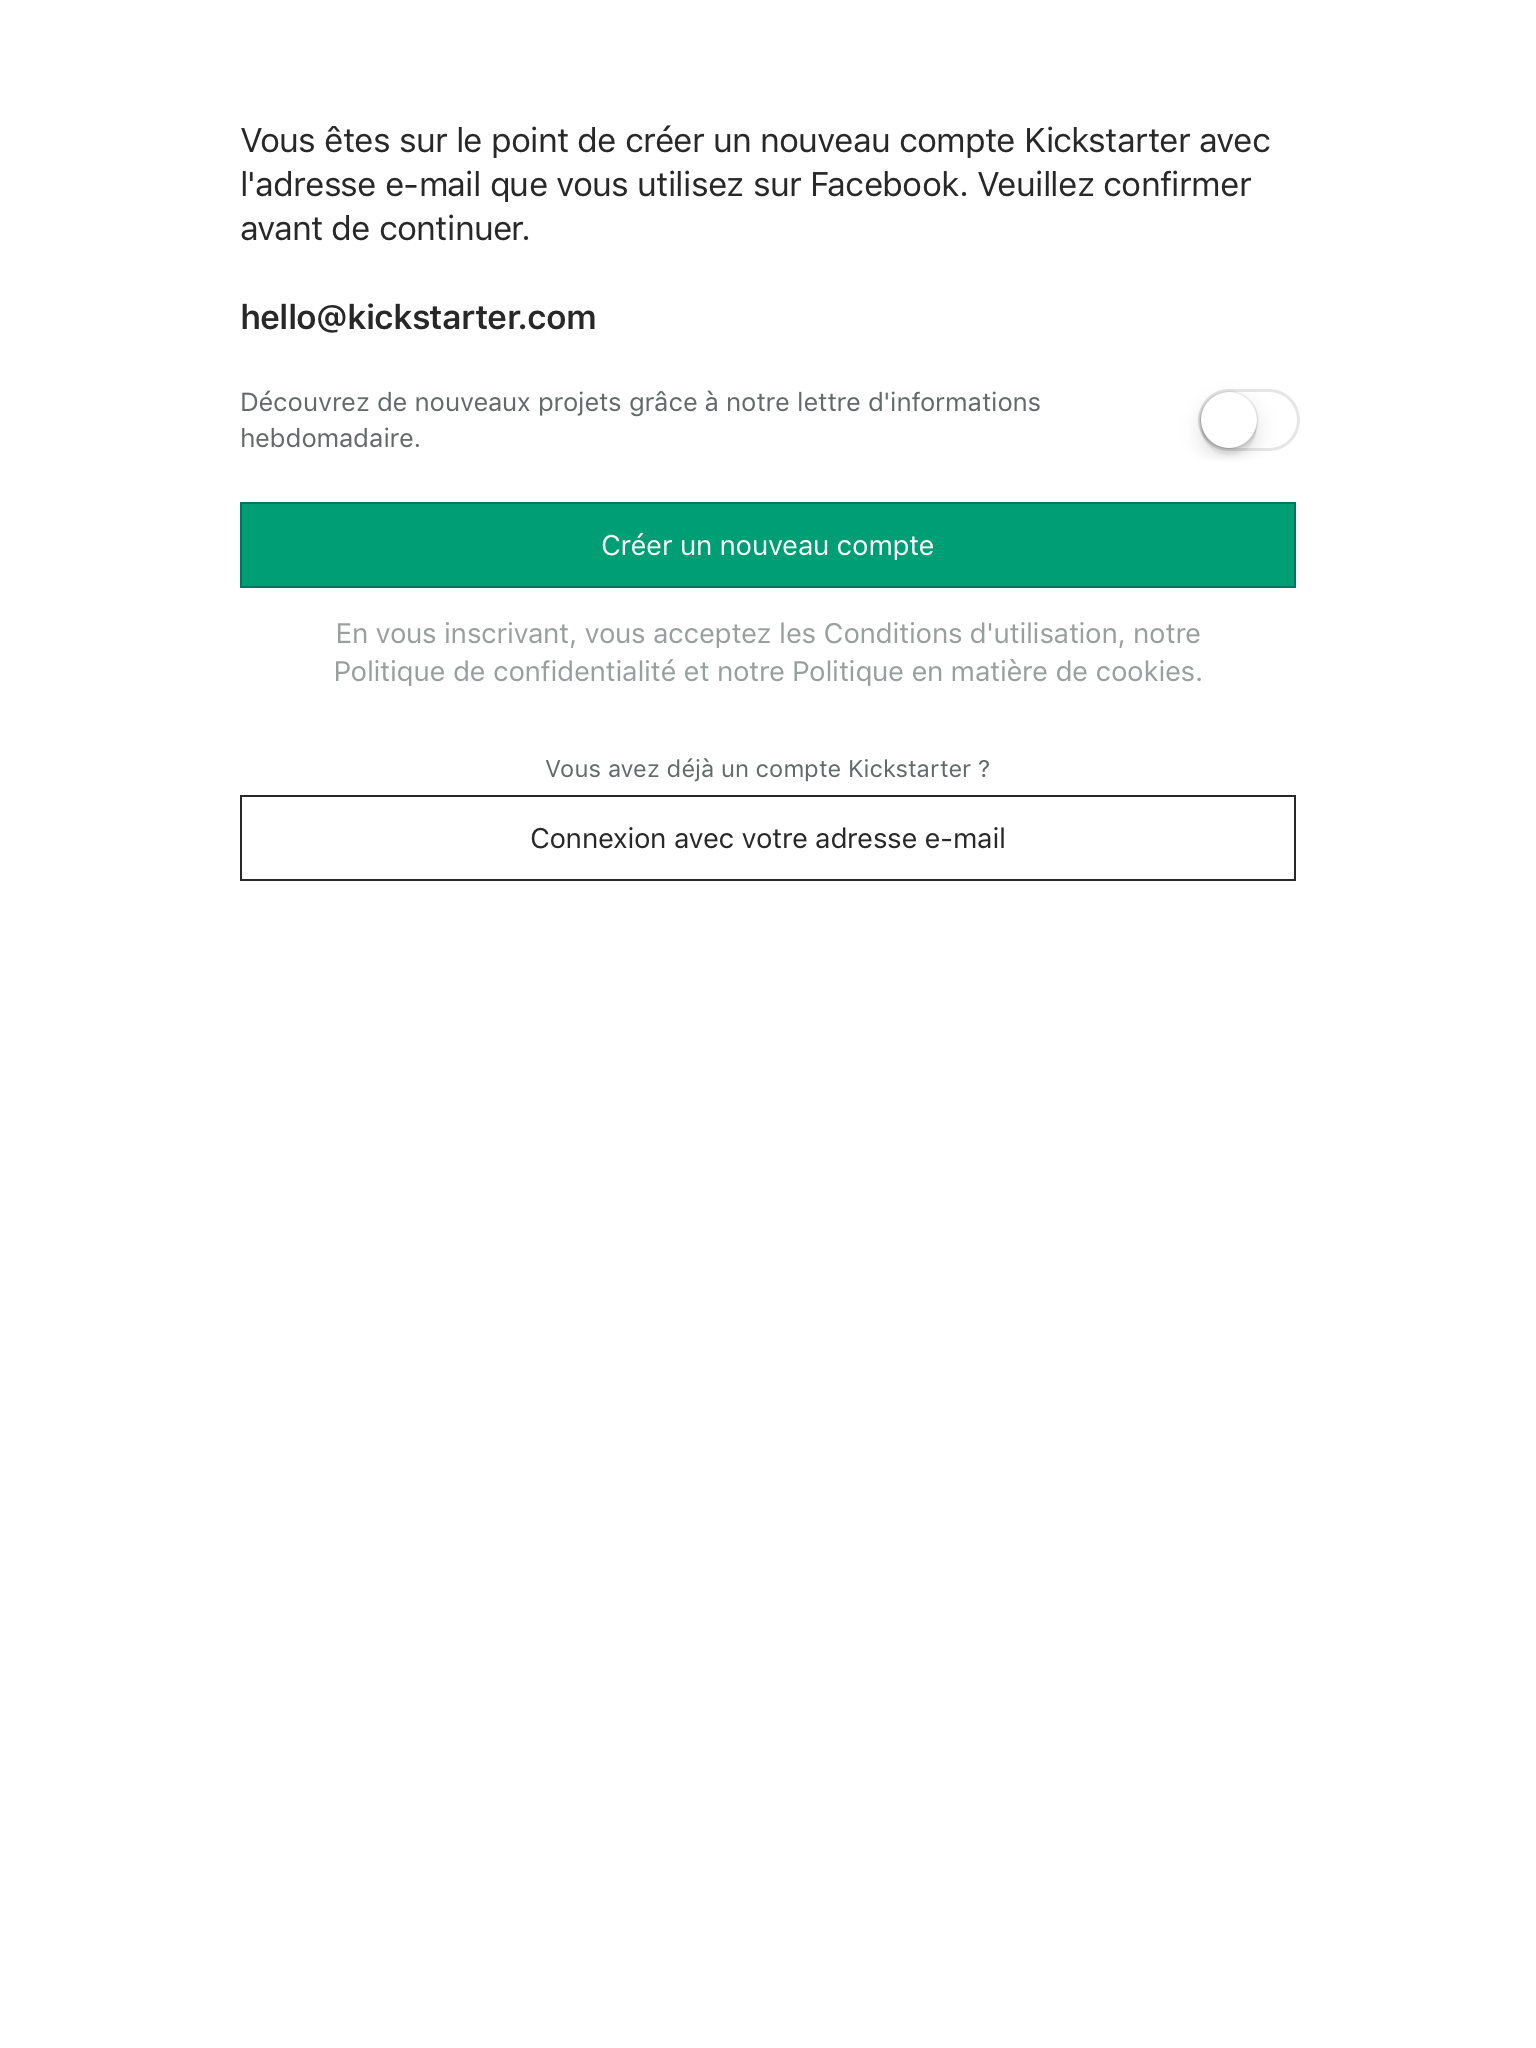 Vous êtes sur le point de créer un nouveau compte Kickstarter avec
l'adresse e-mail que vous utilisez sur Facebook. Veuillez confirmer
avant de continuer.
hello@kickstarter.com
Découvrez de nouveaux projets grâce à notre lettre d'informations
hebdomadaire.
Créer un nouveau compte
En vous inscrivant, vous acceptez les Conditions d'utilisation, notre
Politique de confidentialité et notre Politique en matière de cookies.
Vous avez déjà un compte Kickstarter ?
Connexion avec votre adresse e-mail